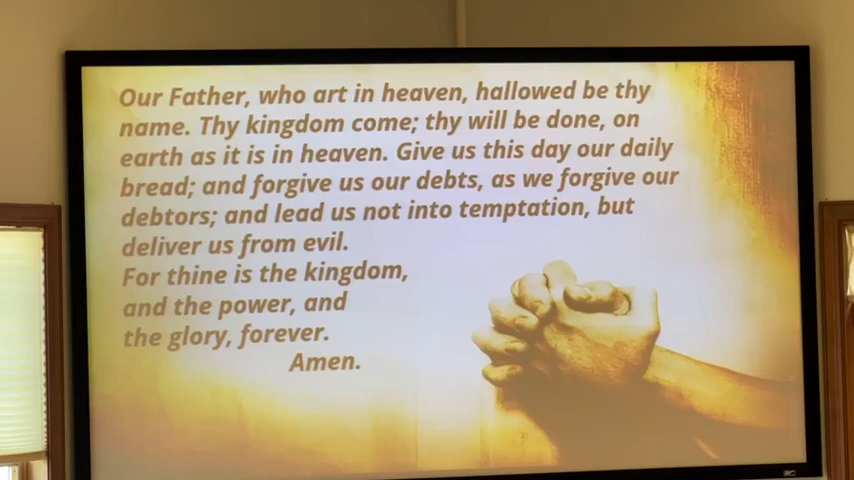 Our Father, who art in heaven, hallowed be thy
name. Thy kingdom come; thy will be done, on
earth as it is in heaven. Give us this day our daily
bread; and forgive us our debts, as we forgive our
debtors; and lead us not into temptation, but
deliver us from evil.
For thine is the kingdom,
and the power, and
the glory, forever.
Amen.